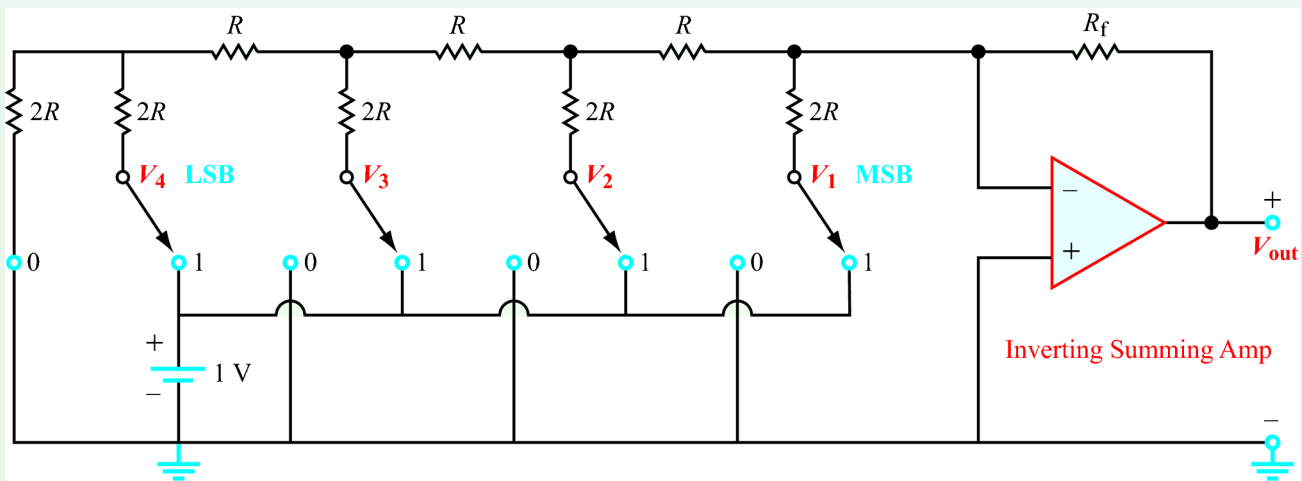 R R R Rf
2R 2R 2R 2R 2R
V4 LSB V3 V2 V1 MSB
− +
0 1 0 1 0 1 0 1 + Vout
+ Inverting Summing Amp
1 V
− −